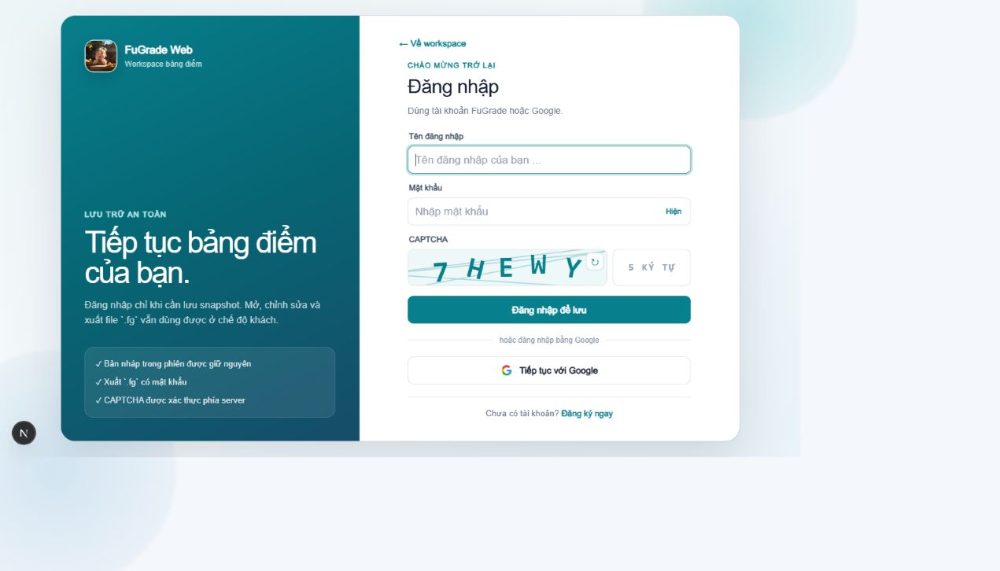 FuGrade Web
Workspace bảng điểm
LƯU TRỮ AN TOÀN
Tiếp tục bảng điểm
của bạn.
Đăng nhập chỉ khi cần lưu snapshot. Mở, chỉnh sửa và
xuất file `.fg` vẫn dùng được ở chế độ khách.
✓ Bản nháp trong phiên được giữ nguyên
✓ Xuất `.fg` có mật khẩu
✓ CAPTCHA được xác thực phía server
N
← Về workspace
CHÀO MỪNG TRỞ LẠI
Đăng nhập
Dùng tài khoản FuGrade hoặc Google.
Tên đăng nhập
Tên đăng nhập của bạn ...
Mật khẩu
Nhập mật khẩu Hiện
CAPTCHA
7 H E W Y ↻ 5 KÝ TỰ
Đăng nhập để lưu
hoặc đăng nhập bằng Google
G Tiếp tục với Google
Chưa có tài khoản? Đăng ký ngay